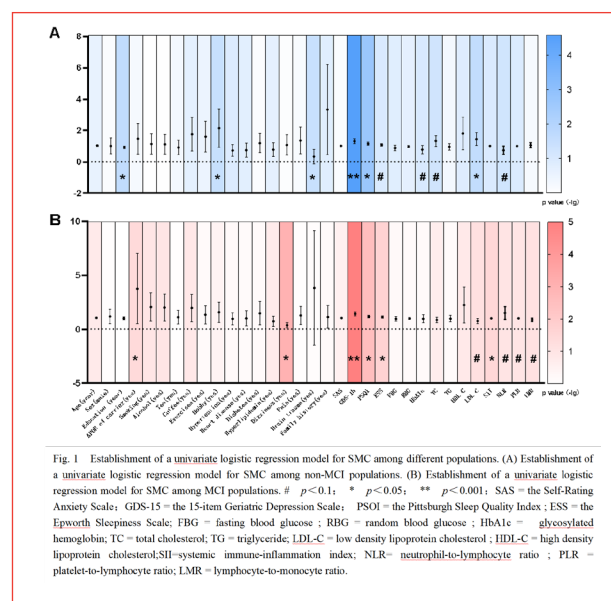 A
8
6
4
2
0
-2
4
3
2
1
* * * ** * # # # * #
p value (-lg)
B
10
5
0
-5
5
4
3
2
1
0
* * ** * * # * # # #
p value (-lg)
Age(year)
Sex(male)
Education (year)
APOE of carrier(yes)
Smoking(yes)
Alcohol(yes)
Tea(yes)
Coffee(yes)
Exercise(yes)
Hobby(yes)
Hypertension(yes)
Heart disease(yes)
Diabetes(yes)
Hyperlipidemia(yes)
Dizziness(yes)
Pain(yes)
Brain trauma(yes)
Family history(yes)
SAS
GDS-15
PSQI
ESS
FBG
RBG
HbA1c
TC
TG
HDL-C
LDL-C
SII
NLR
PLR
LMR
Fig. 1 Establishment of a univariate logistic regression model for SMC among different populations. (A) Establishment of
a univariate logistic regression model for SMC among non-MCI populations. (B) Establishment of a univariate logistic
regression model for SMC among MCI populations. # p<0.1; * p<0.05; ** p<0.001; SAS = the Self-Rating
Anxiety Scale; GDS-15 = the 15-item Geriatric Depression Scale; PSQI = the Pittsburgh Sleep Quality Index ; ESS = the
Epworth Sleepiness Scale; FBG = fasting blood glucose ; RBG = random blood glucose ; HbA1c = glycosylated
hemoglobin; TC = total cholesterol; TG = triglyceride; LDL-C = low density lipoprotein cholesterol ; HDL-C = high density
lipoprotein cholesterol;SII=systemic immune-inflammation index; NLR= neutrophil-to-lymphocyte ratio ; PLR =
platelet-to-lymphocyte ratio; LMR = lymphocyte-to-monocyte ratio.